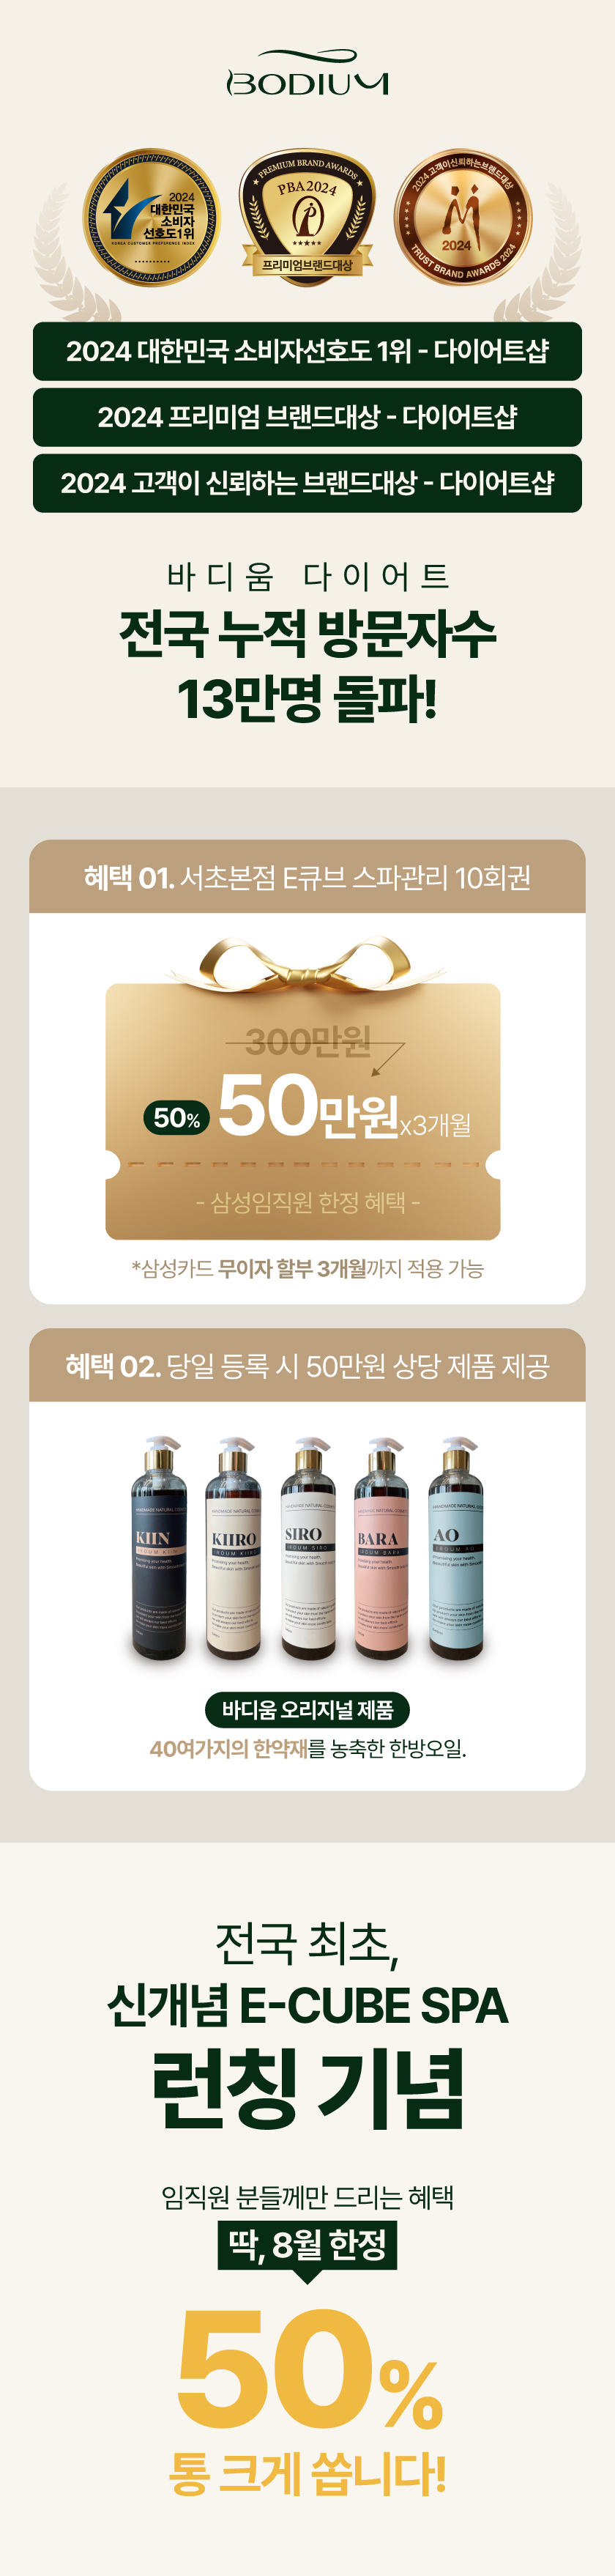 BODIUM
2024
대한민국
소비자
선호도1위
KOREA CUSTOMER PREFERENCE INDEX
PREMIUM BRAND AWARDS
PBA2024
프리미엄브랜드대상
2024 고객이신뢰하는브랜드대상
2024
TRUST BRAND AWARDS 2024
2024 대한민국 소비자선호도 1위 - 다이어트샵
2024 프리미엄 브랜드대상 - 다이어트샵
2024 고객이 신뢰하는 브랜드대상 - 다이어트샵
바디움 다이어트
전국 누적 방문자수
13만명 돌파!
혜택 01. 서초본점 E큐브 스파관리 10회권
300만원
50% 50만원x3개월
- 삼성임직원 한정 혜택 -
*삼성카드 무이자 할부 3개월까지 적용 가능
혜택 02. 당일 등록 시 50만원 상당 제품 제공
KIIN
KIIRO
SIRO
BARA
AO
바디움 오리지널 제품
40여가지의 한약재를 농축한 한방오일.
전국 최초,
신개념 E-CUBE SPA
런칭 기념
임직원 분들께만 드리는 혜택
딱, 8월 한정
50%
통 크게 쏩니다!